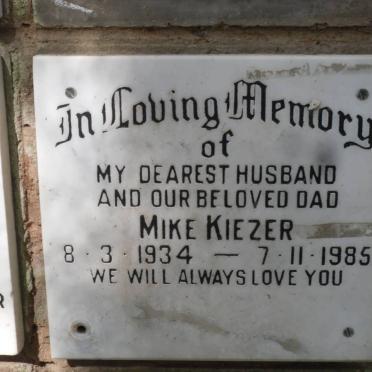 In Loving Memory
of
MY DEAREST HUSBAND
AND OUR BELOVED DAD
MIKE KIEZER
8·3·1934 — 7·11·1985
WE WILL ALWAYS LOVE YOU
R